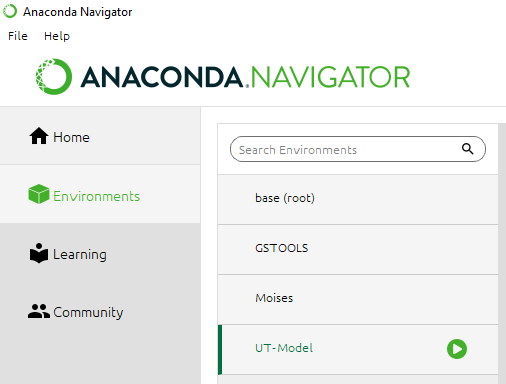 Anaconda Navigator
File Help
ANACONDA.NAVIGATOR
Home
Environments
Learning
Community
Search Environments
base (root)
GSTOOLS
Moises
UT-Model